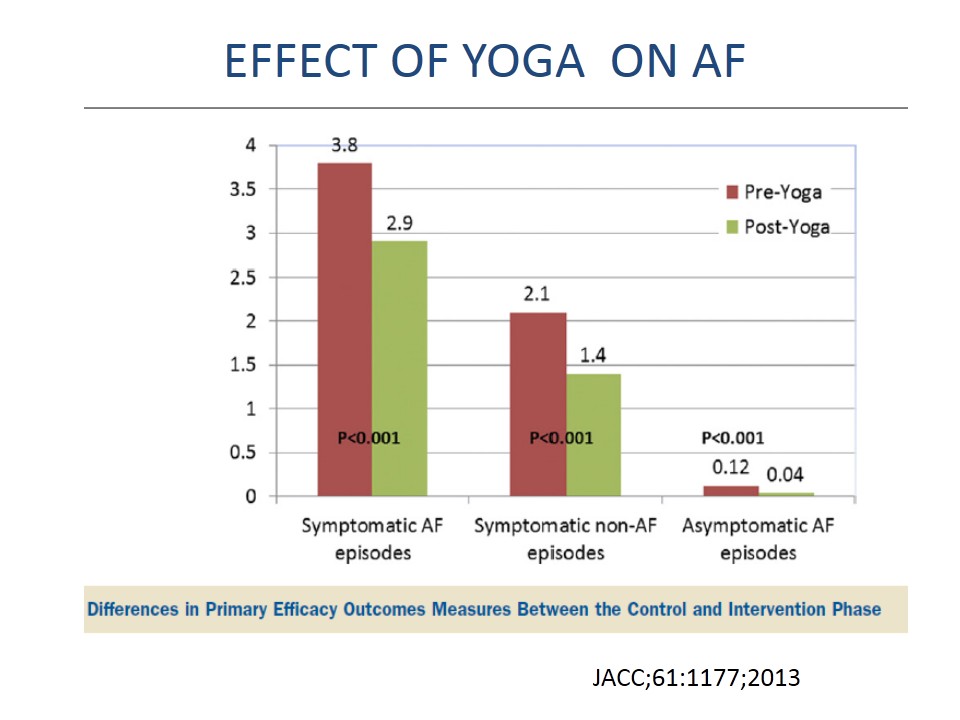 EFFECT OF YOGA ON AF
4
3.5
3
2.5
2
1.5
1
0.5
0
3.8
2.9
2.1
1.4
0.12
0.04
P<0.001
P<0.001
P<0.001
Pre-Yoga
Post-Yoga
Symptomatic AF
episodes
Symptomatic non-AF
episodes
Asymptomatic AF
episodes
Differences in Primary Efficacy Outcomes Measures Between the Control and Intervention Phase
JACC;61:1177;2013